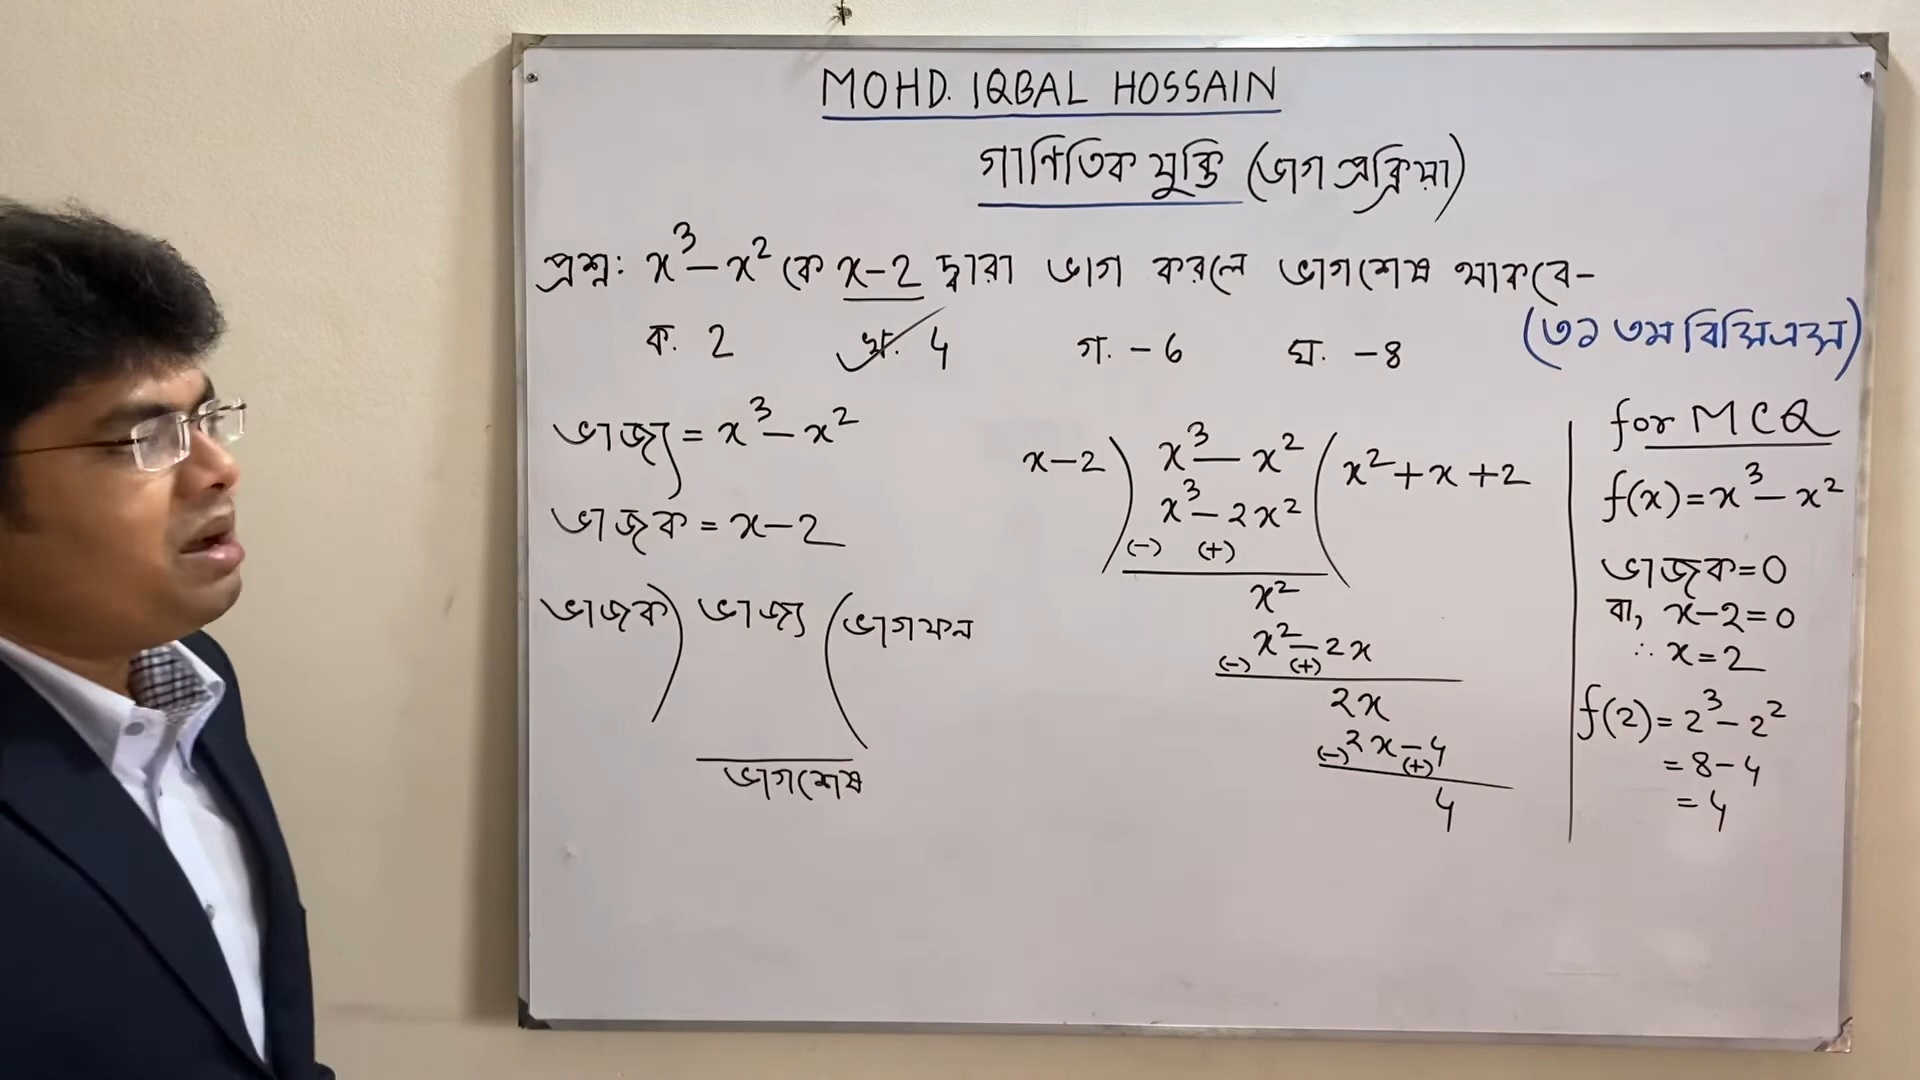 MOHD. IQBAL HOSSAIN
গাণিতিক যুক্তি (ভাগ প্রক্রিয়া)
প্রশ্ন: x³ – x² কে x–2 দ্বারা ভাগ করলে ভাগশেষ থাকবে–
ক. 2 খ. 4 গ. –6 ঘ. –8
(৩১ তম বিসিএস)
ভাজ্য = x³ – x²
ভাজক = x–2
ভাজক) ভাজ্য (ভাগফল
ভাগশেষ
x–2) x³ – x² (x² + x + 2
x³ – 2x²
(–) (+)
x²
x² – 2x
(–) (+)
2x
2x – 4
(–) (+)
4
for MCQ
f(x) = x³ – x²
ভাজক = 0
বা, x–2 = 0
∴ x = 2
f(2) = 2³ – 2²
= 8 – 4
= 4